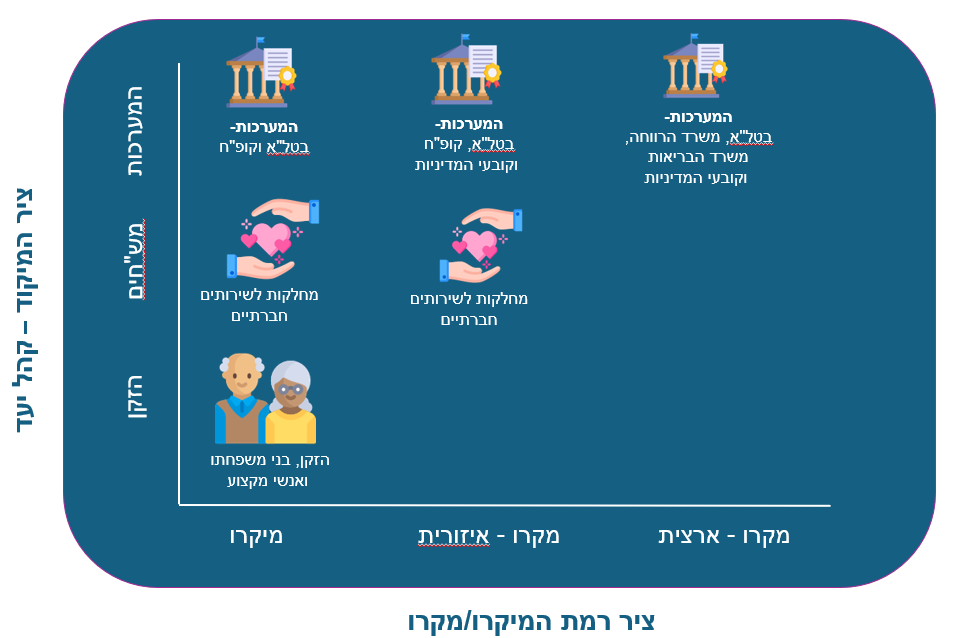 המערכות-
בטל"א, משרד הרווחה,
משרד הבריאות
וקובעי המדיניות
המערכות-
בטל"א, קופ"ח
וקובעי המדיניות
המערכות-
בטל"א וקופ"ח
המערכות
מחלקות לשירותים
חברתיים
מחלקות לשירותים
חברתיים
מש"חים
הזקן, בני משפחתו
ואנשי מקצוע
הזקן
ציר המיקוד – קהל יעד
מיקרו
מקרו - איזורית
מקרו - ארצית
ציר רמת המיקרו/מקרו